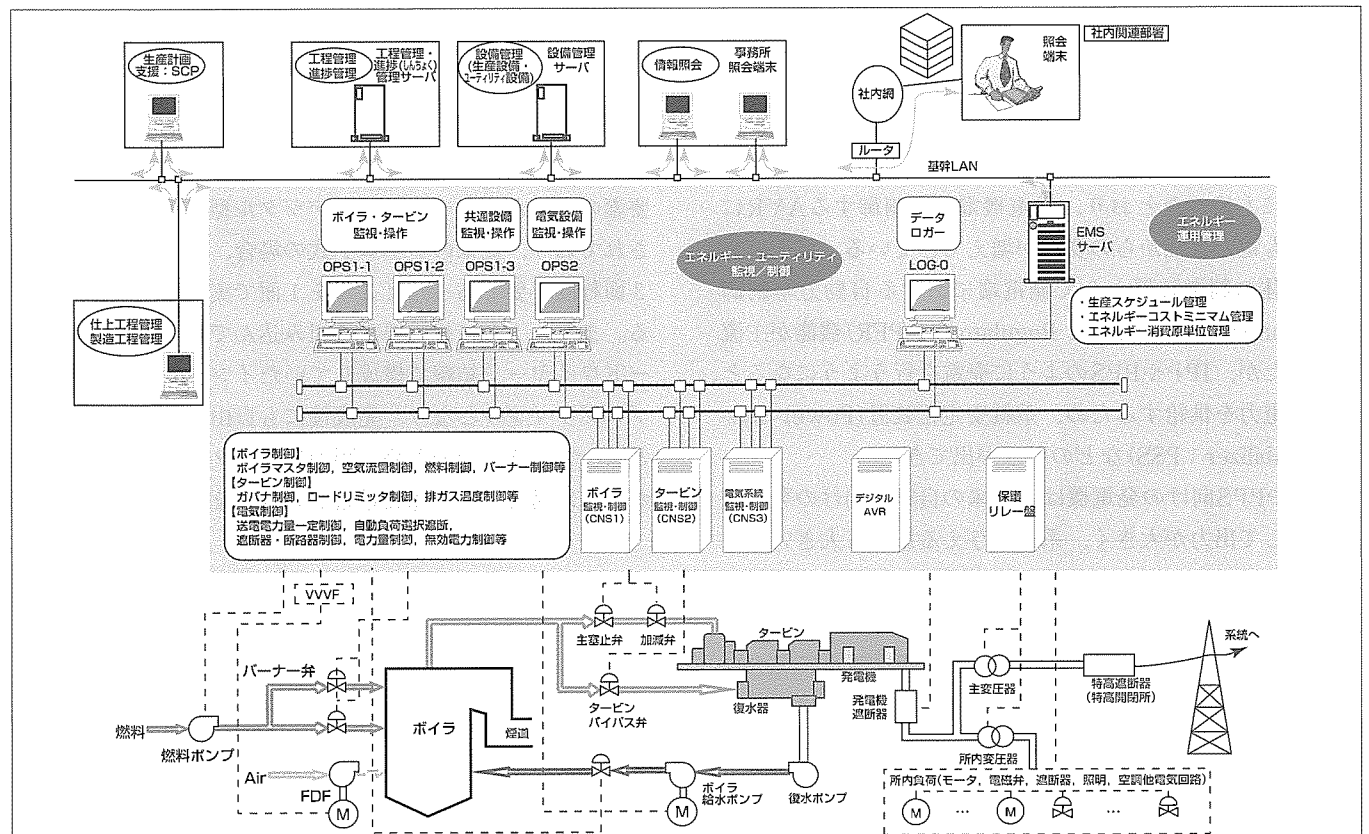 生産計画
支援：SCP
工程管理
進捗管理
工程管理・
進捗(しんちょく)
管理サーバ
設備管理
(生産設備・
ユーティリティ設備)
設備管理
サーバ
情報照会
事務所
照会端末
社内網
ルータ
照会
端末
社内関連部署
基幹LAN
仕上工程管理
製造工程管理
ボイラ・タービン
監視・操作
共通設備
監視・操作
電気設備
監視・操作
OPS1-1
OPS1-2
OPS1-3
OPS2
エネルギー・ユーティリティ
監視／制御
データ
ロガー
LOG-0
EMS
サーバ
エネルギー
運用管理
・生産スケジュール管理
・エネルギーコストミニマム管理
・エネルギー消費原単位管理
【ボイラ制御】
ボイラマスタ制御，空気流量制御，燃料制御，バーナー制御等
【タービン制御】
ガバナ制御，ロードリミッタ制御，排ガス温度制御等
【電気制御】
送電電力量一定制御，自動負荷選択遮断，
遮断器・断路器制御，電力量制御，無効電力制御等
ボイラ
監視・制御
(CNS1)
タービン
監視・制御
(CNS2)
電気系統
監視・制御
(CNS3)
デジタル
AVR
保護
リレー盤
VVVF
バーナー弁
燃料
燃料ポンプ
Air
FDF
M
ボイラ
煙道
主塞止弁
加減弁
タービン
バイパス弁
タービン
発電機
復水器
ボイラ
給水ポンプ
M
復水ポンプ
発電機
遮断器
主変圧器
所内変圧器
特高遮断器
(特高開閉所)
系統へ
所内負荷(モータ，電磁弁，遮断器，照明，空調他電気回路)
M
…
M
…